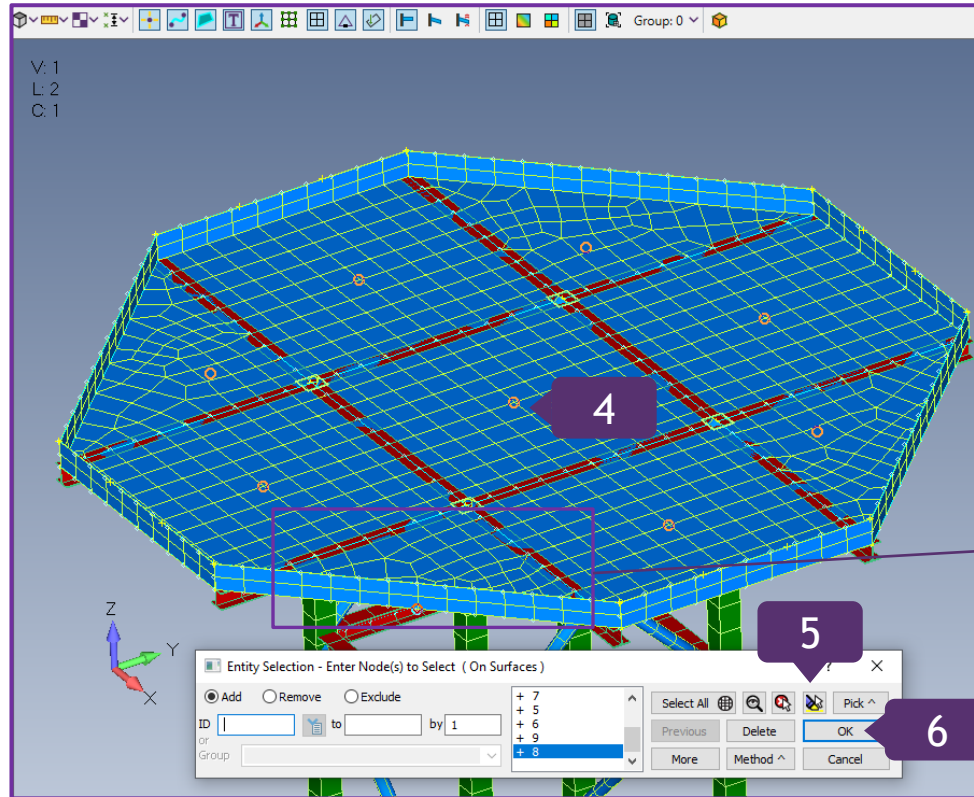 T Group: 0
V: 1
L: 2
C: 1
4
Z
Y
X
5
Entity Selection - Enter Node(s) to Select ( On Surfaces ) ? X
Add Remove Exclude
ID to by 1
or
Group
+ 7
+ 5
+ 6
+ 9
+ 8
Select All Pick ^
Previous Delete OK
More Method ^ Cancel
6